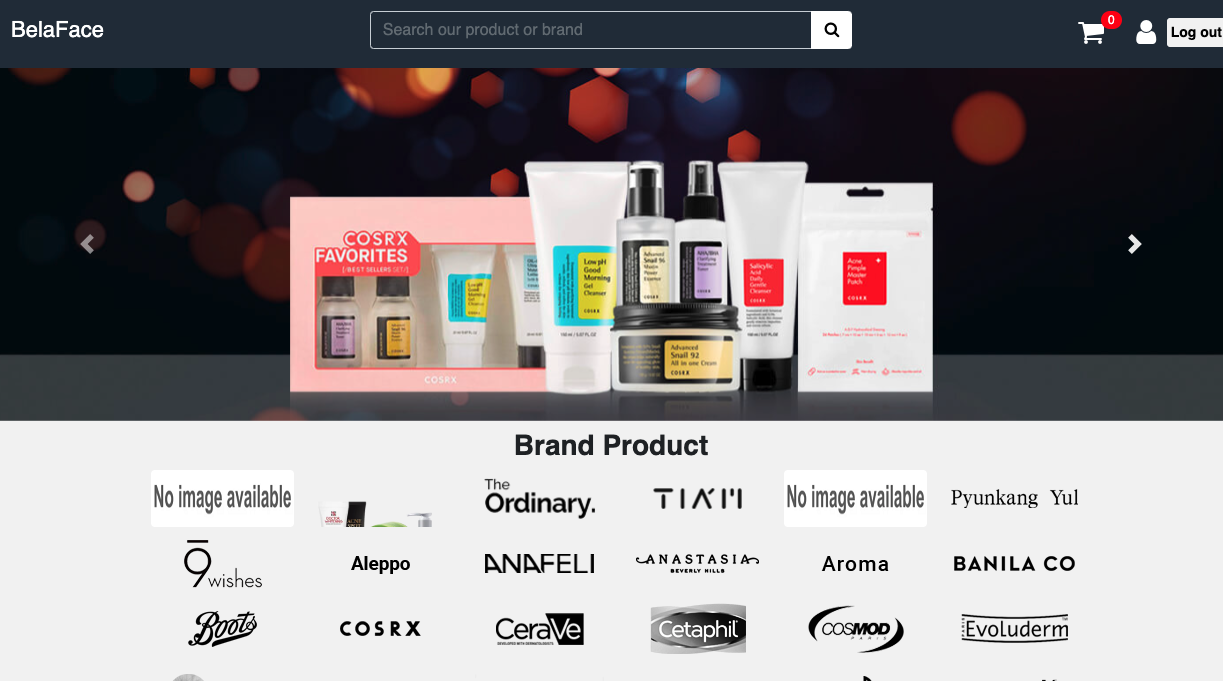 BelaFace
Search our product or brand
0
Log out
COSRX
FAVORITES
[BEST SELLERS SET]
COSRX
Low pH
Good
Morning
Gel
Cleanser
COSRX
Advanced
Snail 96
Mucin
Power
Essence
COSRX
AHA/BHA
Clarifying
Treatment
Toner
COSRX
Salicylic
Acid
Daily
Gentle
Cleanser
COSRX
Advanced
Snail 92
All in one Cream
COSRX
Acne
Pimple
Master
Patch
COSRX
Brand Product
No image available
The
Ordinary.
TIA'M
No image available
Pyunkang Yul
9wishes
Aleppo
ANAFELI
ANASTASIA
BEVERLY HILLS
Aroma
BANILA CO
Boots
COSRX
CeraVe
DEVELOPED WITH DERMATOLOGISTS
Cetaphil
COSMOD
PARIS
Evoluderm